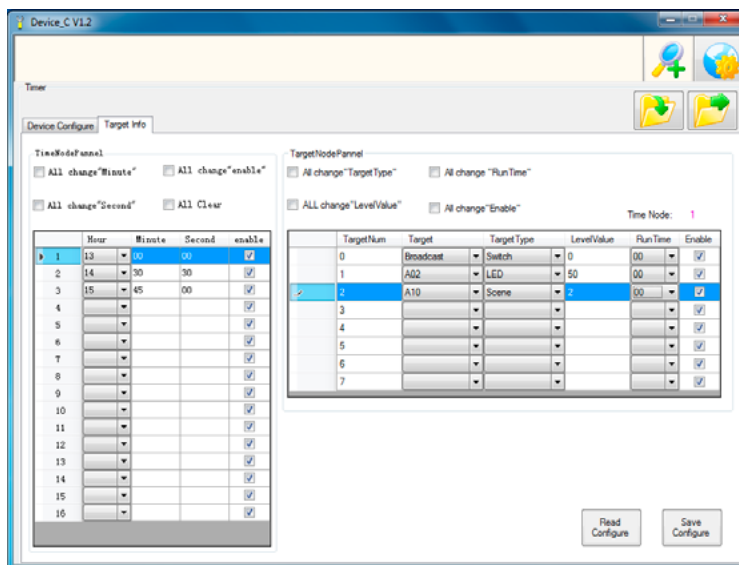 Device_C V1.2
Timer
Device Configure Target Info
TimeNodePannel
All change"Minute" All change"enable"
All change"Second" All Clear
Hour Minute Second enable
1 13 00 00
2 14 30 30
3 15 45 00
4
5
6
7
8
9
10
11
12
13
14
15
16
TargetNodePannel
All change"TargetType" All change "RunTime"
ALL change"LevelValue" All change"Enable"
Time Node: 1
TargetNum Target TargetType LevelValue RunTime Enable
0 Broadcast Switch 0 00
1 A02 LED 50 00
2 A10 Scene 2 00
3
4
5
6
7
Read Configure
Save Configure